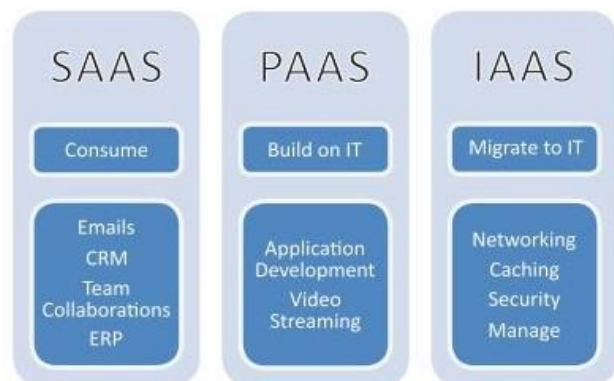 SAAS
Consume
Emails
CRM
Team
Collaborations
ERP
PAAS
Build on IT
Application
Development
Video
Streaming
IAAS
Migrate to IT
Networking
Caching
Security
Manage